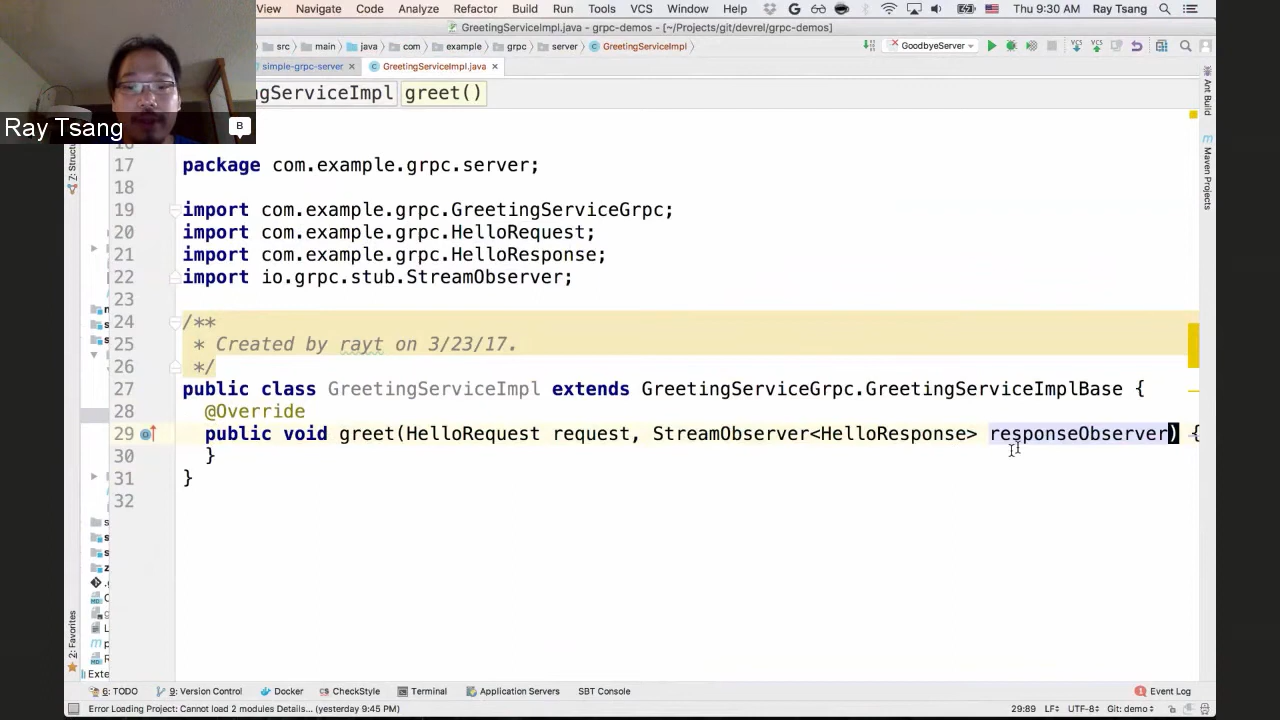 View Navigate Code Analyze Refactor Build Run Tools VCS Window Help Thu 9:30 AM Ray Tsang
GreetingServiceImpl.java - grpc-demos - [~/Projects/git/devrel/grpc-demos]
src main java com example grpc server GreetingServiceImpl GoodbyeServer
simple-grpc-server GreetingServiceImpl.java
gServiceImpl greet()
Ray Tsang B
17 package com.example.grpc.server;
18
19 import com.example.grpc.GreetingServiceGrpc;
20 import com.example.grpc.HelloRequest;
21 import com.example.grpc.HelloResponse;
22 import io.grpc.stub.StreamObserver;
23
24 /**
25 * Created by rayt on 3/23/17.
26 */
27 public class GreetingServiceImpl extends GreetingServiceGrpc.GreetingServiceImplBase {
28 @Override
29 public void greet(HelloRequest request, StreamObserver<HelloResponse> responseObserver) {
30 }
31 }
32
Ant Build
Maven Projects
7: Structu
2: Favorites
Exte
6: TODO 9: Version Control Docker CheckStyle Terminal Application Servers SBT Console Event Log
Error Loading Project: Cannot load 2 modules Details... (yesterday 9:45 PM) 29:89 LF÷ UTF-8÷ Git: demo÷